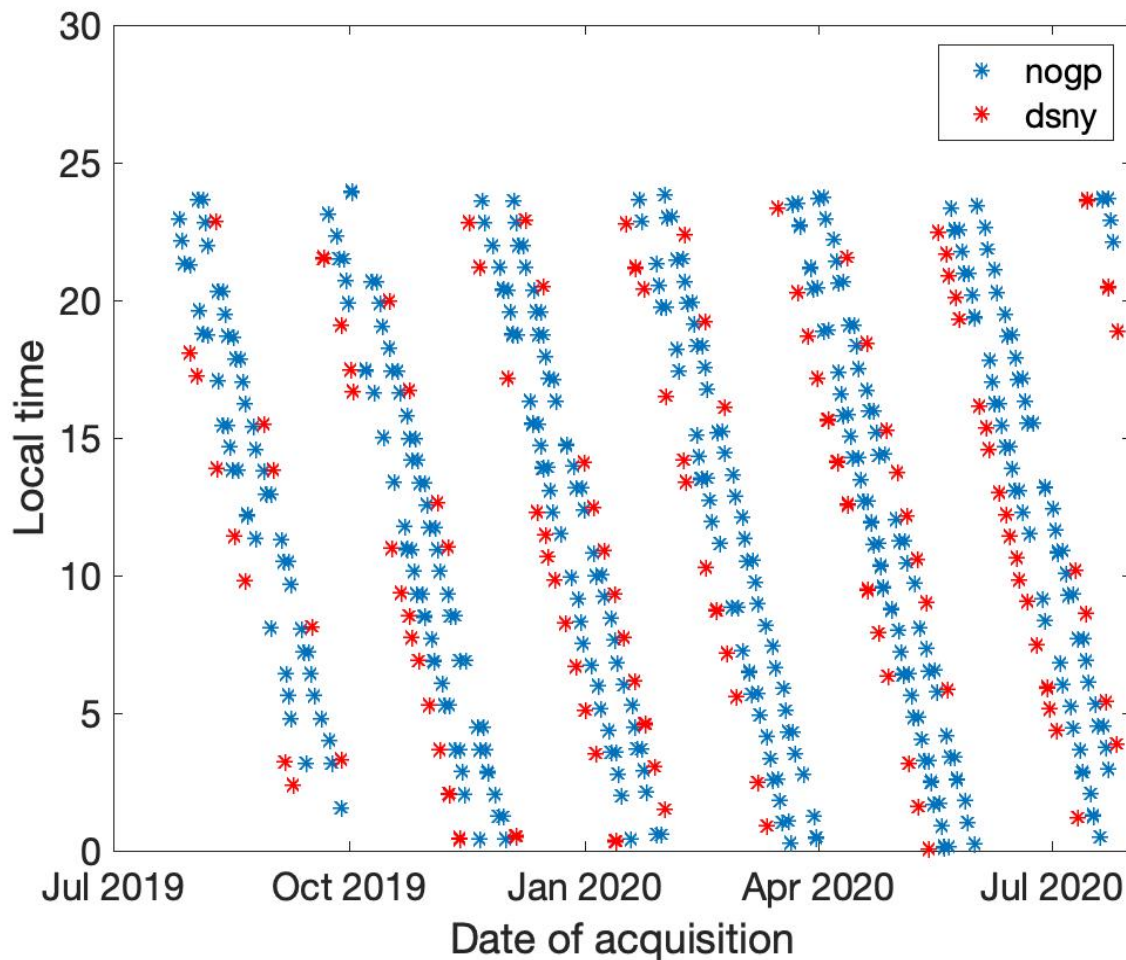 30
25
20
15
10
5
0
Local time
nogp
dsny
Jul 2019
Oct 2019
Jan 2020
Apr 2020
Jul 2020
Date of acquisition